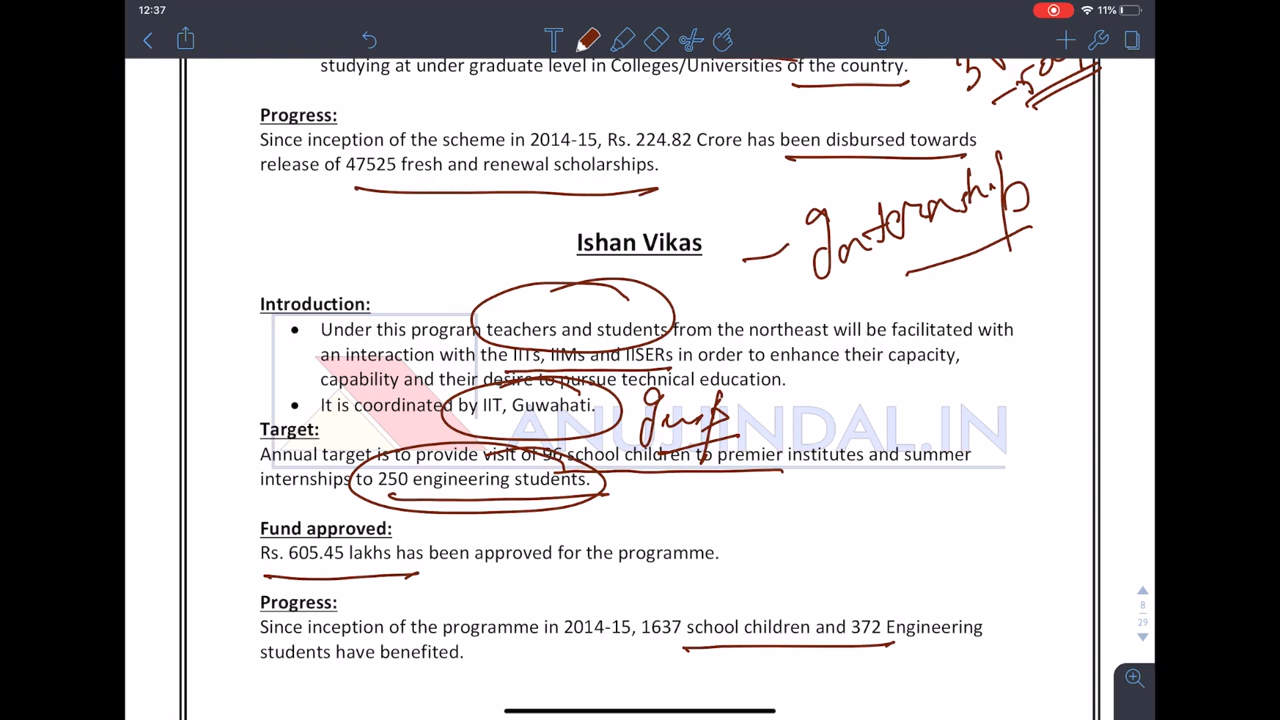 12:37
11%
studying at under graduate level in Colleges/Universities of the country.
Progress:
Since inception of the scheme in 2014-15, Rs. 224.82 Crore has been disbursed towards
release of 47525 fresh and renewal scholarships.
Internship
Ishan Vikas
Introduction:
• Under this program teachers and students from the northeast will be facilitated with
an interaction with the IITs, IIMs and IISERs in order to enhance their capacity,
capability and their desire to pursue technical education.
• It is coordinated by IIT, Guwahati.
ANUJJINDAL.IN
Target:
Annual target is to provide visit of 96 school children to premier institutes and summer
internships to 250 engineering students.
Fund approved:
Rs. 605.45 lakhs has been approved for the programme.
Progress:
Since inception of the programme in 2014-15, 1637 school children and 372 Engineering
students have benefited.
8
29